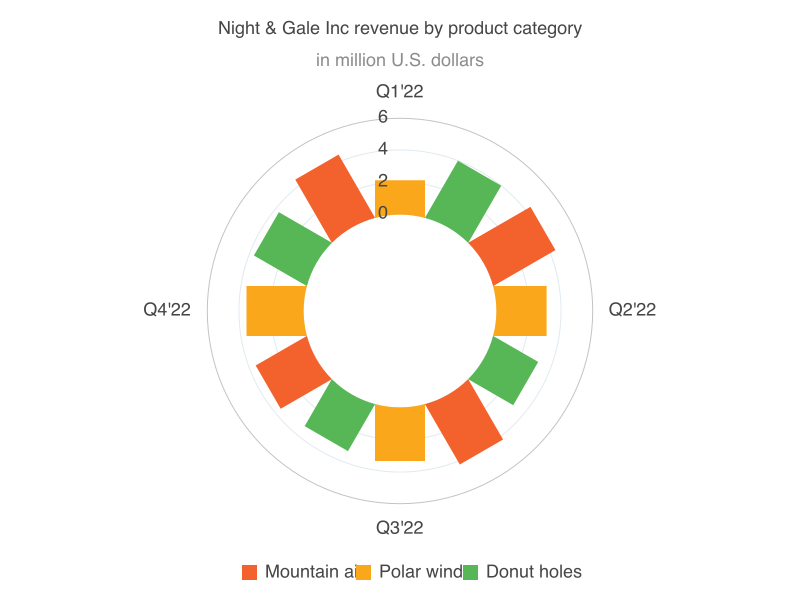 Night & Gale Inc revenue by product category
in million U.S. dollars
Q1'22
6
4
2
0
Q4'22
Q2'22
Q3'22
Mountain ai Polar wind Donut holes